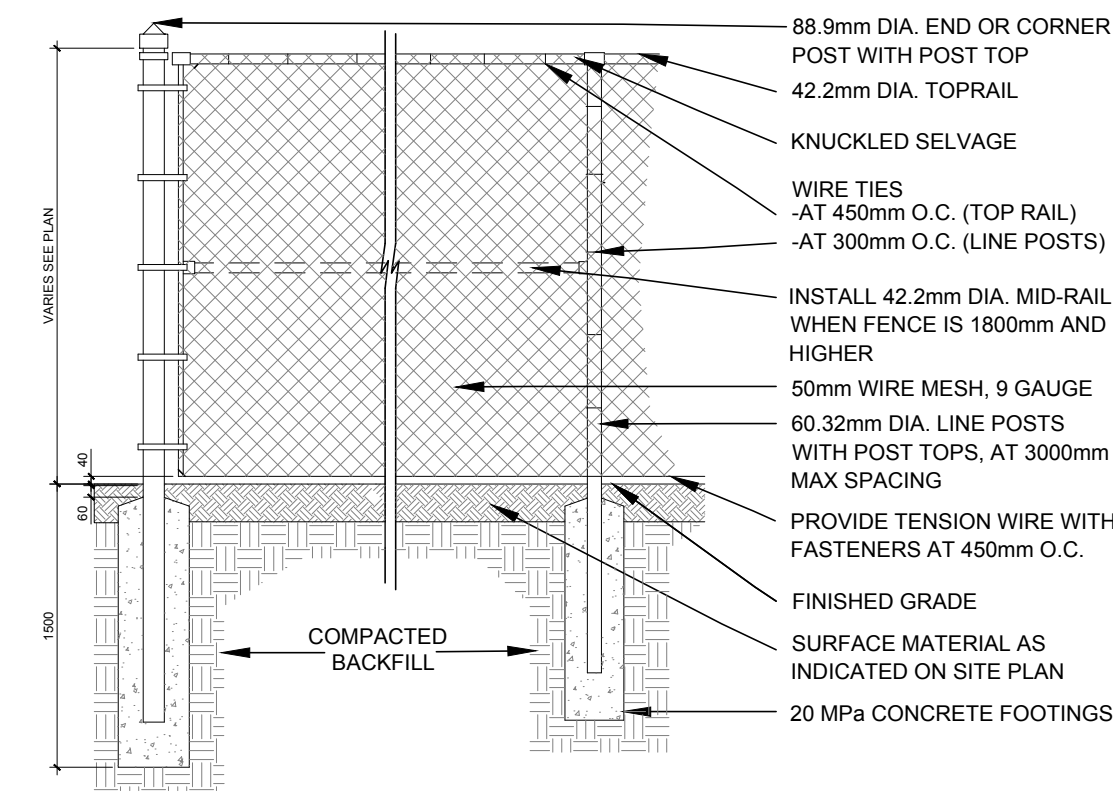 88.9mm DIA. END OR CORNER
POST WITH POST TOP
42.2mm DIA. TOPRAIL
KNUCKLED SELVAGE
WIRE TIES
-AT 450mm O.C. (TOP RAIL)
-AT 300mm O.C. (LINE POSTS)
INSTALL 42.2mm DIA. MID-RAIL
WHEN FENCE IS 1800mm AND
HIGHER
50mm WIRE MESH, 9 GAUGE
60.32mm DIA. LINE POSTS
WITH POST TOPS, AT 3000mm
MAX SPACING
PROVIDE TENSION WIRE WITH
FASTENERS AT 450mm O.C.
FINISHED GRADE
SURFACE MATERIAL AS
INDICATED ON SITE PLAN
20 MPa CONCRETE FOOTINGS
VARIES SEE PLAN
40
60
1500
COMPACTED
BACKFILL